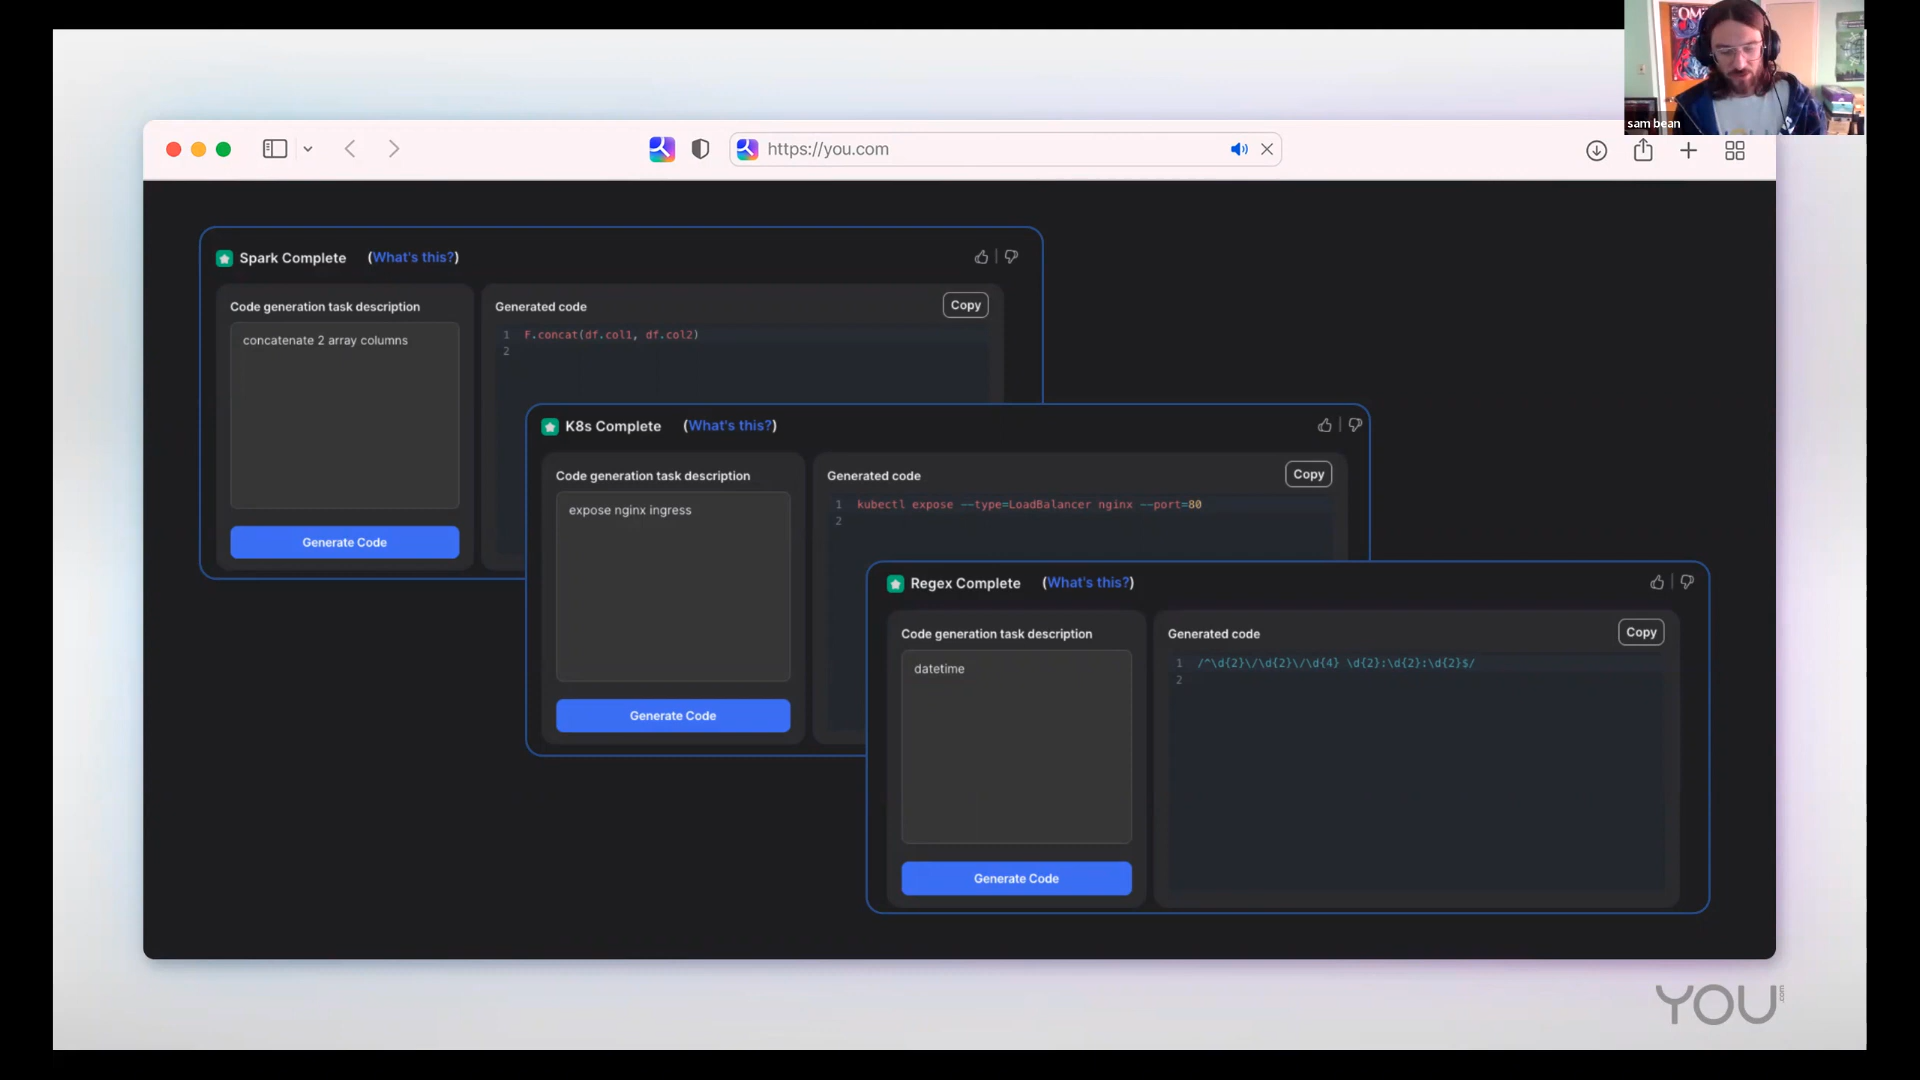 sam bean
https://you.com
Spark Complete (What's this?)
Code generation task description
concatenate 2 array columns
Generate Code
Generated code
Copy
1 F.concat(df.col1, df.col2)
2
K8s Complete (What's this?)
Code generation task description
expose nginx ingress
Generate Code
Generated code
Copy
1 kubectl expose --type=LoadBalancer nginx --port=80
2
Regex Complete (What's this?)
Code generation task description
datetime
Generate Code
Generated code
Copy
1 /^\d{2}\/\d{2}\/\d{4} \d{2}:\d{2}:\d{2}$/
2
YOU.com